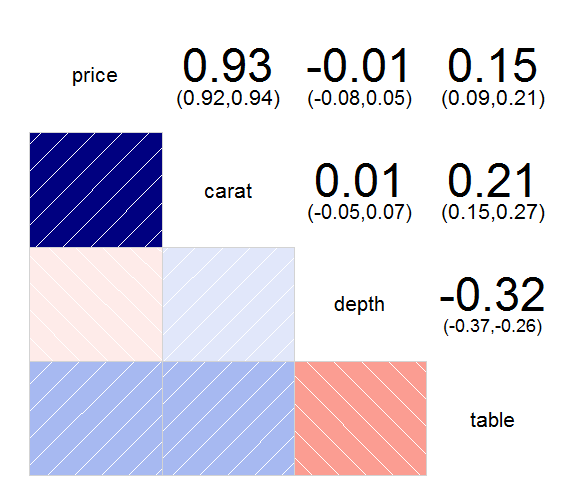 price 0.93 -0.01 0.15
(0.92,0.94) (-0.08,0.05) (0.09,0.21)
carat 0.01 0.21
(-0.05,0.07) (0.15,0.27)
depth -0.32
(-0.37,-0.26)
table